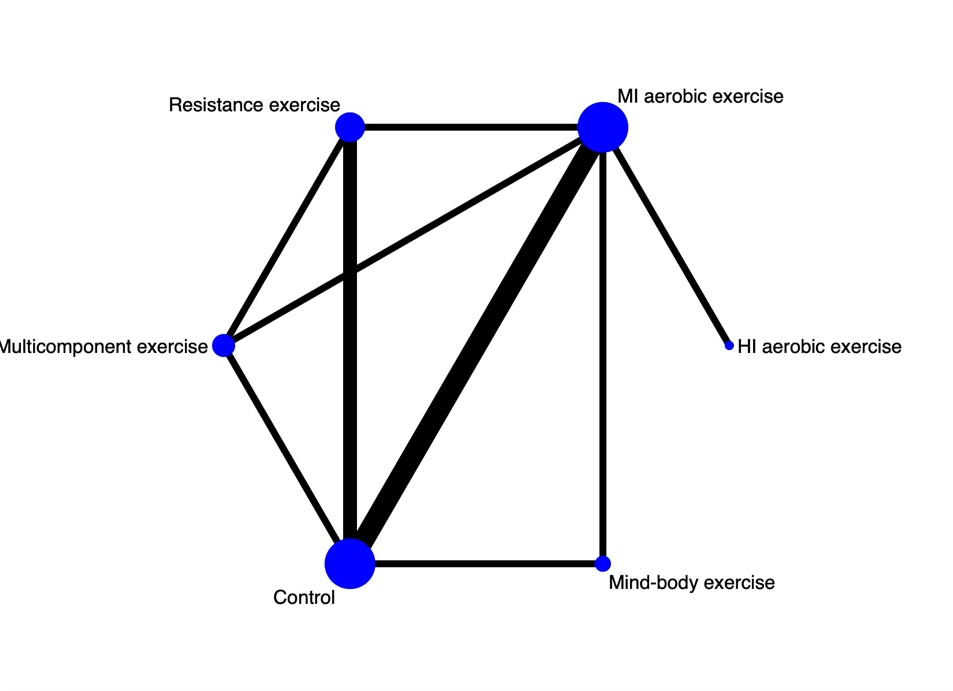 MI aerobic exercise
Resistance exercise
Multicomponent exercise
HI aerobic exercise
Mind-body exercise
Control